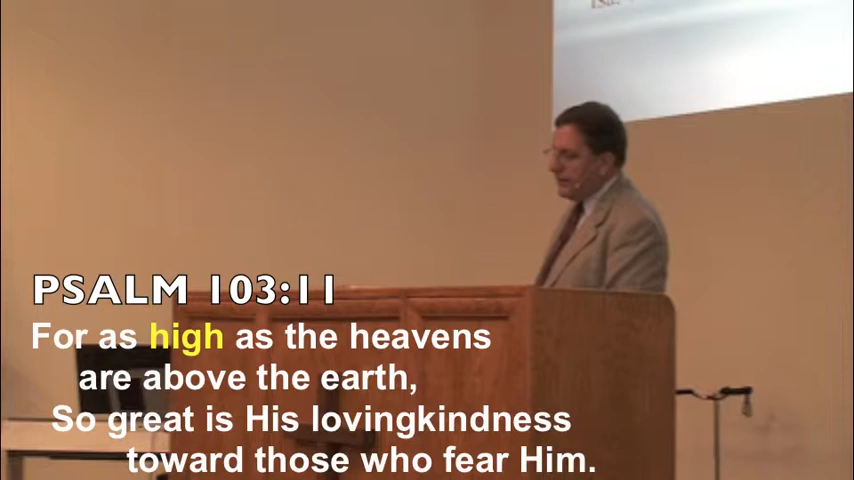 PSALM 103:11
For as high as the heavens
are above the earth,
So great is His lovingkindness
toward those who fear Him.